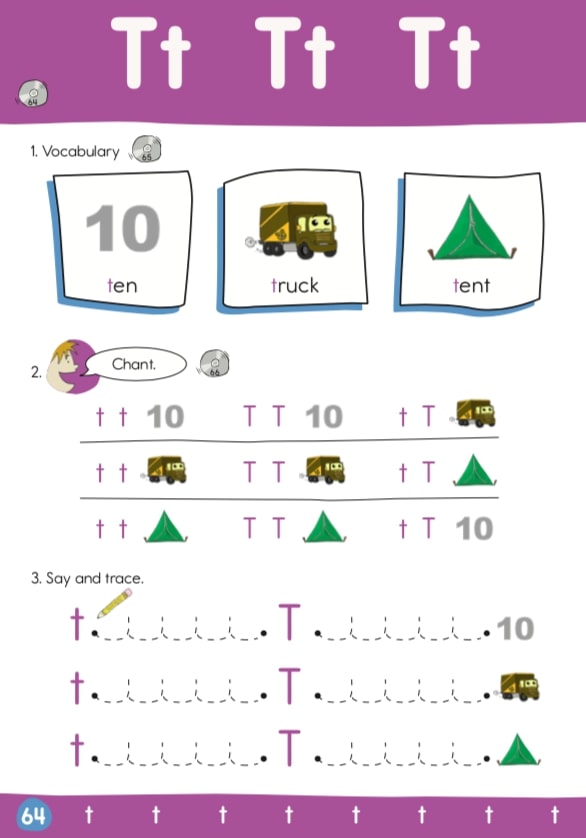 Tt Tt Tt
64
1. Vocabulary 65
10
ten
truck
tent
2. Chant. 66
t t 10 T T 10 t T
t t T T t T
t t T T t T 10
3. Say and trace.
t T 10
t T
t T
64 t t t t t t t t